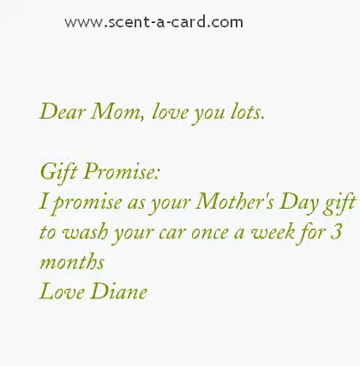 www.scent-a-card.com
Dear Mom, love you lots.
Gift Promise:
I promise as your Mother's Day gift
to wash your car once a week for 3
months
Love Diane